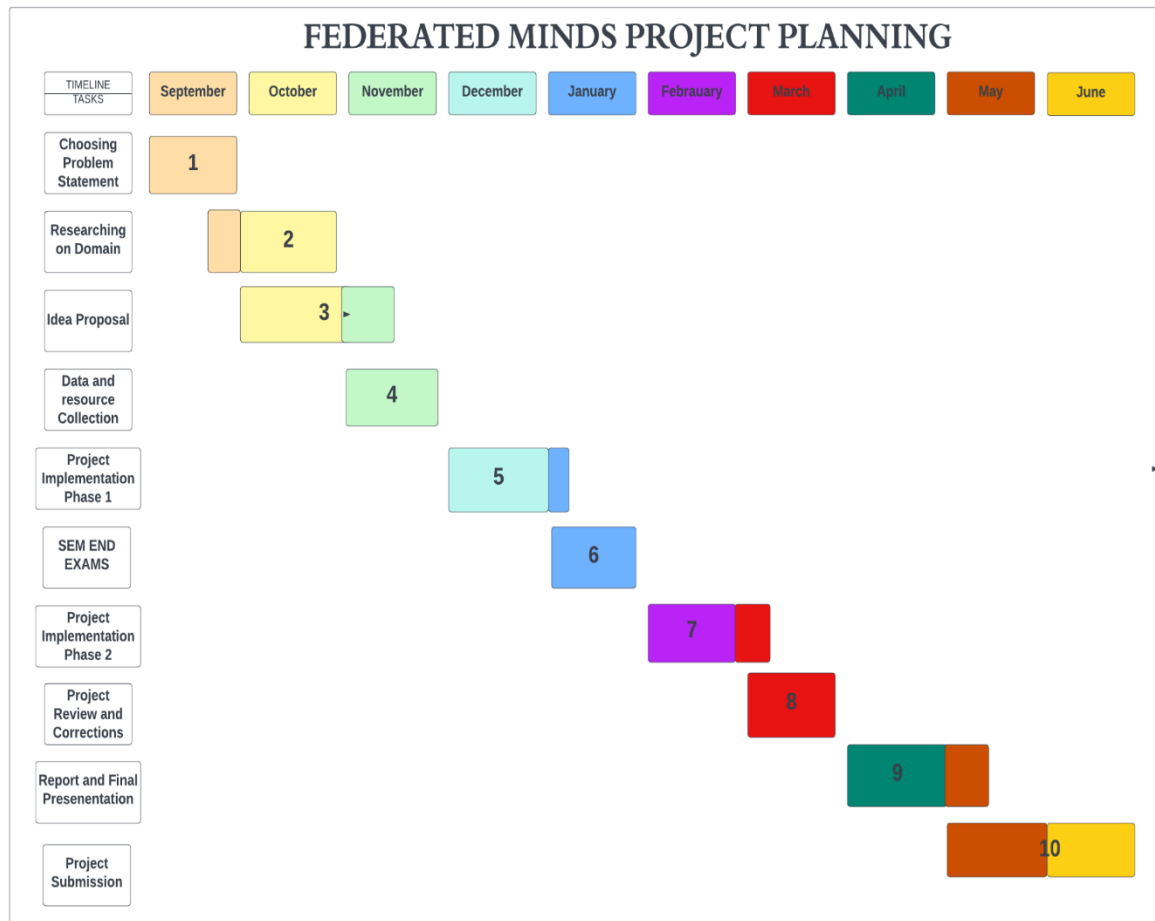 FEDERATED MINDS PROJECT PLANNING
TIMELINE
TASKS
September
October
November
December
January
Febrauary
March
April
May
June
Choosing
Problem
Statement
1
Researching
on Domain
2
Idea Proposal
3
Data and
resource
Collection
4
Project
Implementation
Phase 1
5
SEM END
EXAMS
6
Project
Implementation
Phase 2
7
Project
Review and
Corrections
8
Report and Final
Presenentation
9
Project
Submission
10